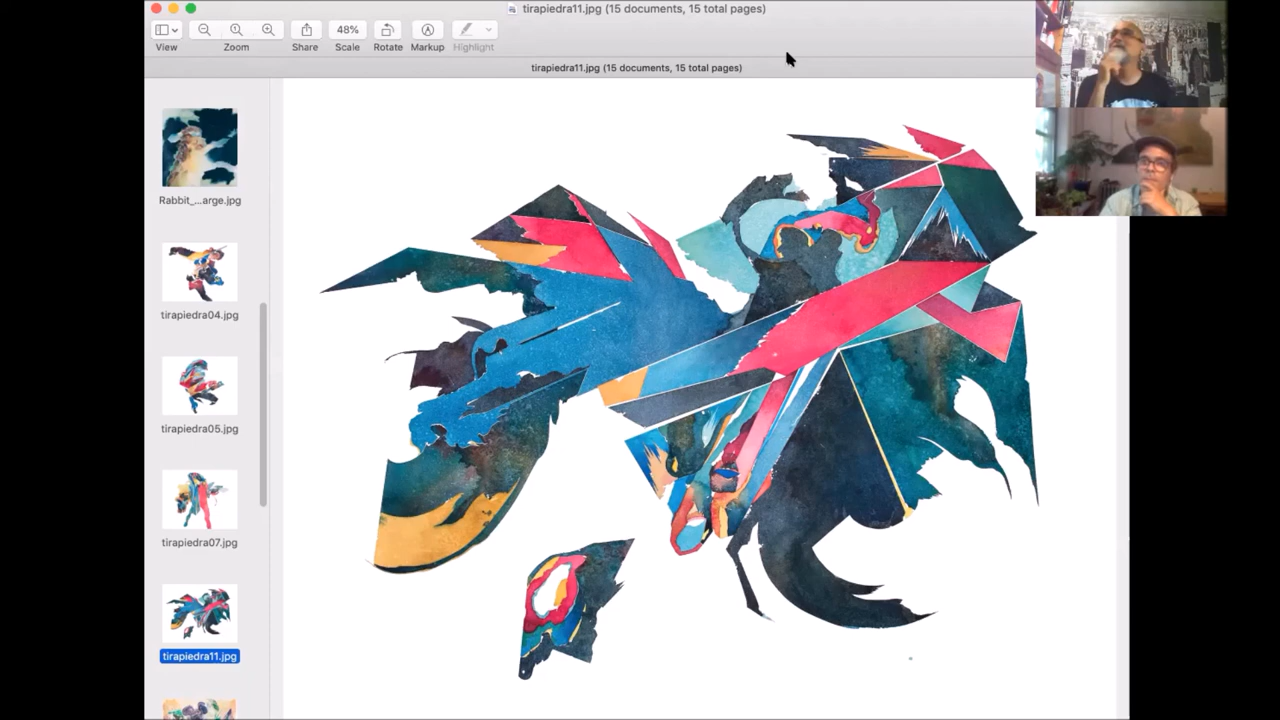 tirapiedra11.jpg (15 documents, 15 total pages)
48%
View
Zoom
Scale
Share
Rotate
Markup
Highlight
tirapiedra11.jpg (15 documents, 15 total pages)
Rabbit_...arge.jpg
tirapiedra04.jpg
tirapiedra05.jpg
tirapiedra07.jpg
tirapiedra11.jpg